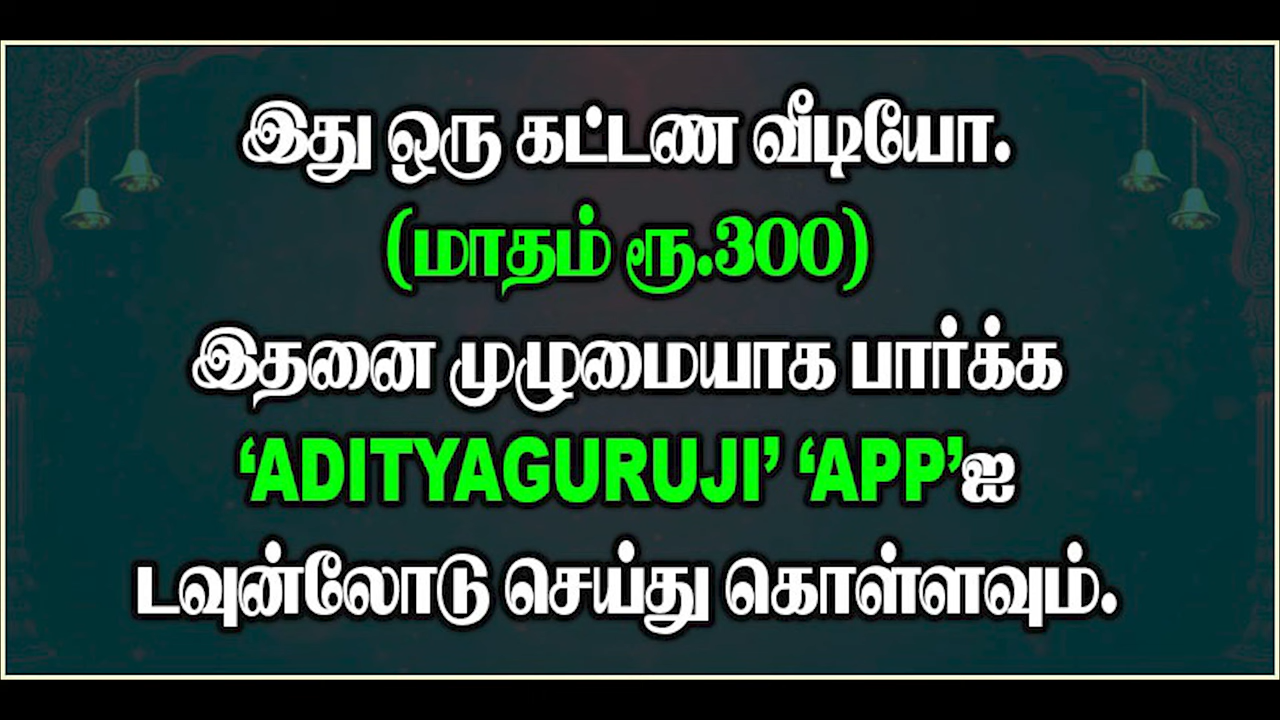 இது ஒரு கட்டண வீடியோ.
(மாதம் ரூ.300)
இதனை முழுமையாக பார்க்க
‘ADITYAGURUJI’ ‘APP’ஐ
டவுன்லோடு செய்து கொள்ளவும்.